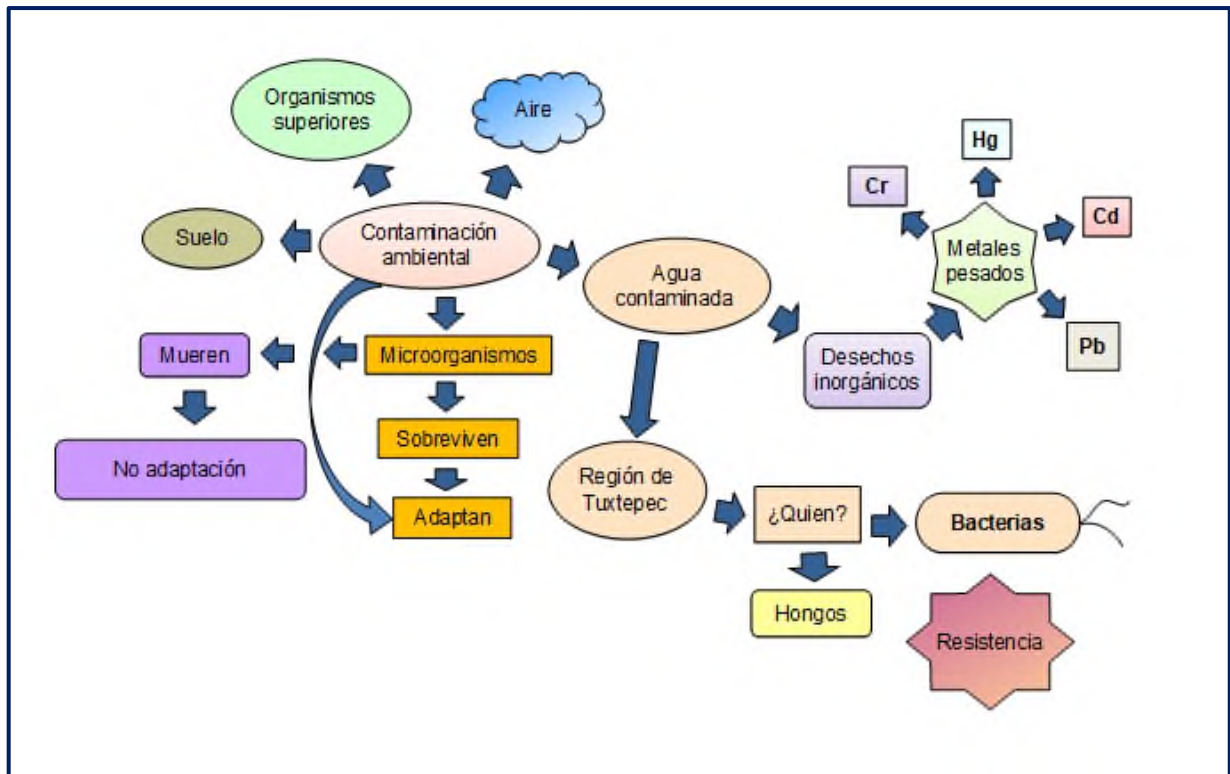 Organismos
superiores
Aire
Hg
Cr
Cd
Suelo
Contaminación
ambiental
Agua
contaminada
Metales
pesados
Mueren
Microorganismos
Desechos
inorgánicos
Pb
No adaptación
Sobreviven
Región de
Tuxtepec
Adaptan
¿Quien?
Bacterias
Hongos
Resistencia